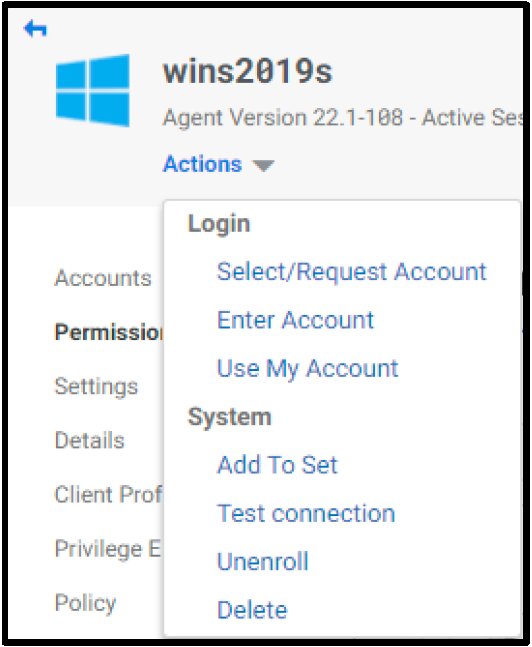 wins2019s
Agent Version 22.1-108 - Active Ses
Actions
Login
Select/Request Account
Enter Account
Use My Account
System
Add To Set
Test connection
Unenroll
Delete
Accounts
Permission
Settings
Details
Client Prof
Privilege E
Policy